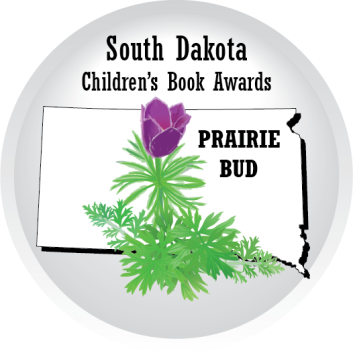 South Dakota
Children's Book Awards
PRAIRIE
BUD